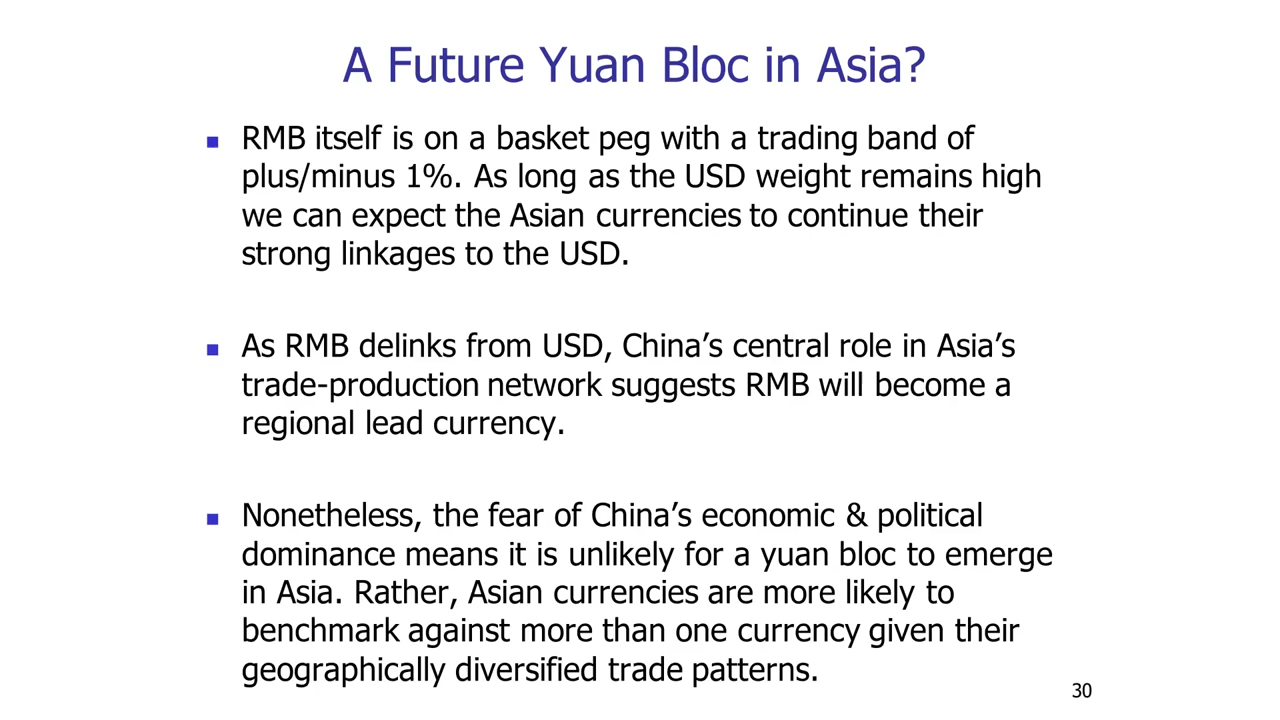 A Future Yuan Bloc in Asia?
RMB itself is on a basket peg with a trading band of
plus/minus 1%. As long as the USD weight remains high
we can expect the Asian currencies to continue their
strong linkages to the USD.
As RMB delinks from USD, China’s central role in Asia’s
trade-production network suggests RMB will become a
regional lead currency.
Nonetheless, the fear of China’s economic & political
dominance means it is unlikely for a yuan bloc to emerge
in Asia. Rather, Asian currencies are more likely to
benchmark against more than one currency given their
geographically diversified trade patterns.
30